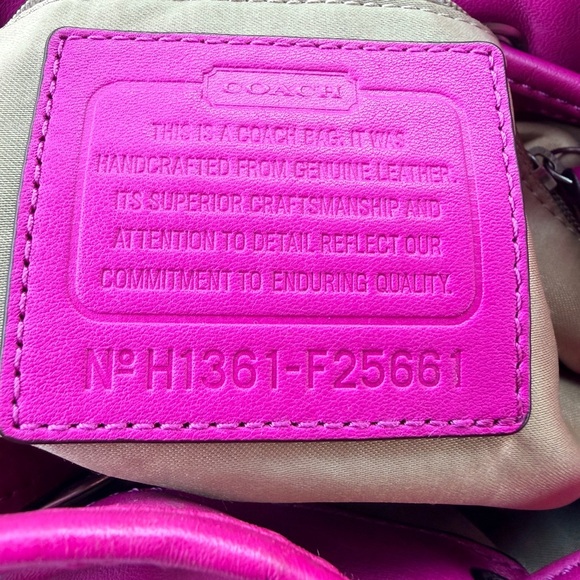 COACH
THIS IS A COACH BAG. IT WAS
HANDCRAFTED FROM GENUINE LEATHER.
ITS SUPERIOR CRAFTSMANSHIP AND
ATTENTION TO DETAIL REFLECT OUR
COMMITMENT TO ENDURING QUALITY.
Nº H1361-F25661